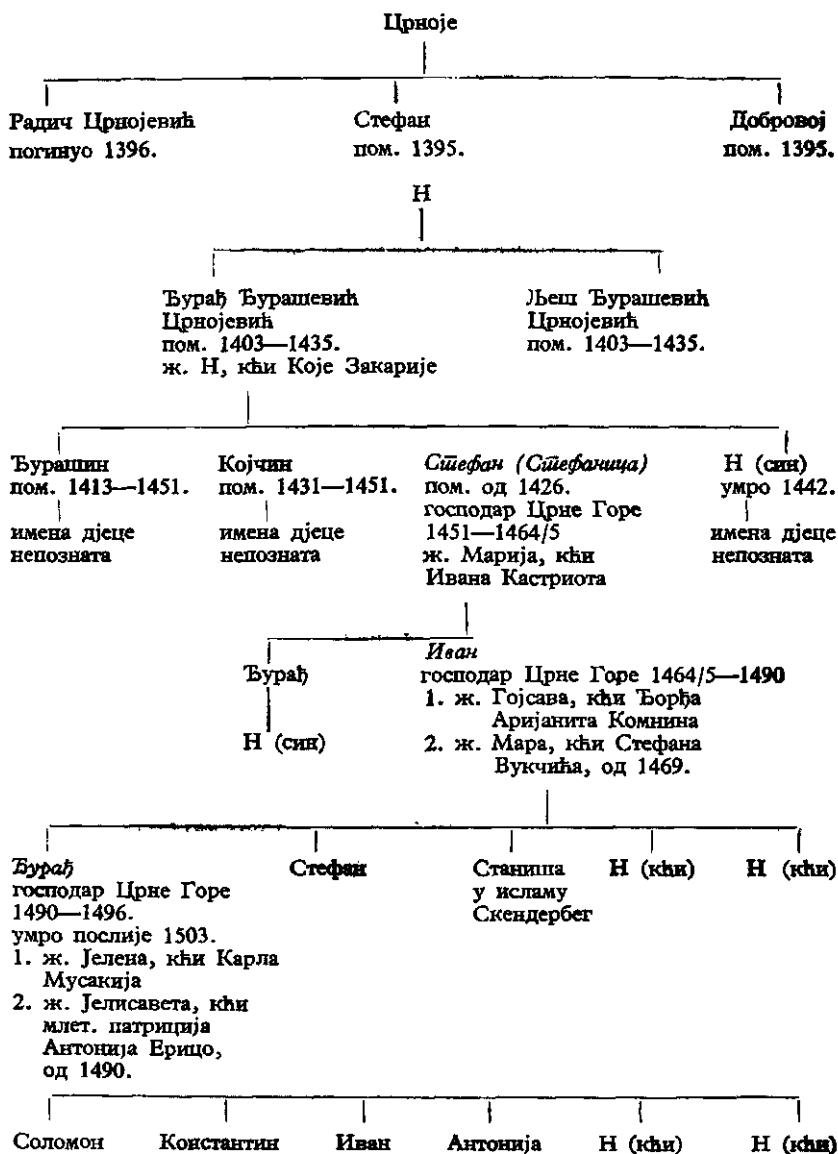 Црноје
Радич Црнојевић
погинуо 1396.
Стефан
пом. 1395.
Добровој
пом. 1395.
Н
Ђурађ Ђурашевић
Црнојевић
пом. 1403—1435.
ж. Н, кћи Које Закарије
Љеш Ђурашевић
Црнојевић
пом. 1403—1435.
Ђурашин
пом. 1413—1451.
имена дјеце
непозната
Којчин
пом. 1431—1451.
имена дјеце
непозната
Стефан (Стефаница)
пом. од 1426.
господар Црне Горе
1451—1464/5
ж. Марија, кћи
Ивана Кастриота
Н (син)
умро 1442.
имена дјеце
непозната
Ђурађ
Н (син)
Иван
господар Црне Горе 1464/5—1490
1. ж. Гојсава, кћи Ђорђа
Аријанита Комнина
2. ж. Мара, кћи Стефана
Вукчића, од 1469.
Ђурађ
господар Црне Горе
1490—1496.
умро послије 1503.
1. ж. Јелена, кћи Карла
Мусакија
2. ж. Јелисавета, кћи
млет. патриција
Антонија Ерицо,
од 1490.
Стефан
Станиша
у исламу
Скендербег
Н (кћи)
Н (кћи)
Соломон
Константин
Иван
Антонија
Н (кћи)
Н (кћи)